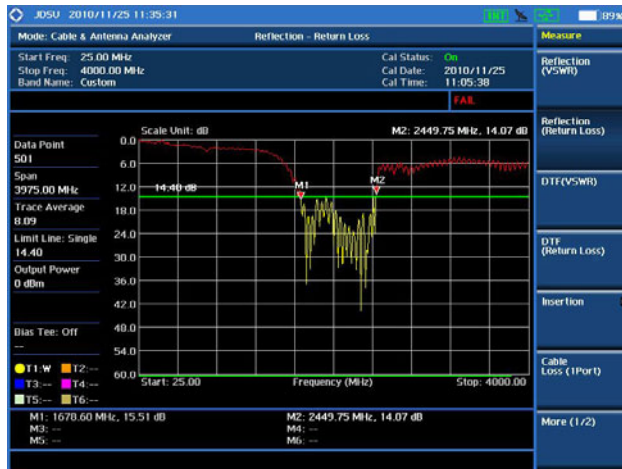 JDSU 2010/11/25 11:35:31
EXT
89%
Mode: Cable & Antenna Analyzer
Reflection - Return Loss
Measure
Start Freq: 25.00 MHz
Stop Freq: 4000.00 MHz
Band Name: Custom
Cal Status: On
Cal Date: 2010/11/25
Cal Time: 11:05:38
FAIL
Reflection
(VSWR)
Reflection
(Return Loss)
DTF(VSWR)
DTF
(Return Loss)
Insertion
Cable
Loss (1Port)
More (1/2)
Data Point
501
Span
3975.00 MHz
Trace Average
8.09
Limit Line: Single
14.40
Output Power
0 dBm
Bias Tee: Off
--
T1:W T2:--
T3:-- T4:--
T5:-- T6:--
Scale Unit: dB
M2: 2449.75 MHz, 14.07 dB
0.0
6.0
12.0
18.0
24.0
30.0
36.0
42.0
48.0
54.0
60.0
14.40 dB
M1
M2
Start: 25.00
Frequency (MHz)
Stop: 4000.00
M1: 1678.60 MHz, 15.51 dB
M2: 2449.75 MHz, 14.07 dB
M3: --
M4: --
M5: --
M6: --